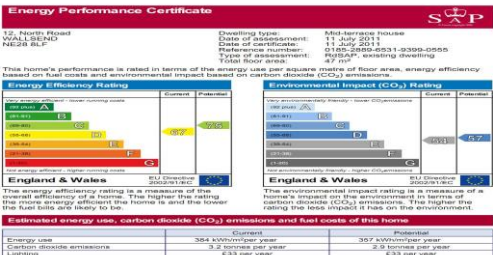 Energy Performance Certificate
SAP
12, North Road
WALLSEND
NE28 8LF
Dwelling type: Mid-terrace house
Date of assessment: 11 July 2011
Date of certificate: 11 July 2011
Reference number: 0185-2889-6531-9399-0555
Type of assessment: RdSAP, existing dwelling
Total floor area: 47 m²
This home's performance is rated in terms of the energy use per square metre of floor area, energy efficiency
based on fuel costs and environmental impact based on carbon dioxide (CO₂) emissions.
Energy Efficiency Rating
Current Potential
Very energy efficient - lower running costs
(92 plus) A
(81-91) B
(69-80) C
(55-68) D
(39-54) E
(21-38) F
(1-20) G
67
75
Not energy efficient - higher running costs
England & Wales
EU Directive
2002/91/EC
The energy efficiency rating is a measure of the
overall efficiency of a home. The higher the rating
the more energy efficient the home is and the lower
the fuel bills are likely to be.
Environmental Impact (CO₂) Rating
Current Potential
Very environmentally friendly - lower CO₂ emissions
(92 plus) A
(81-91) B
(69-80) C
(55-68) D
(39-54) E
(21-38) F
(1-20) G
57
Not environmentally friendly - higher CO₂ emissions
England & Wales
EU Directive
2002/91/EC
The environmental impact rating is a measure of a
home's impact on the environment in terms of
carbon dioxide (CO₂) emissions. The higher the
rating the less impact it has on the environment.
Estimated energy use, carbon dioxide (CO₂) emissions and fuel costs of this home
Current Potential
Energy use 384 kWh/m² per year 357 kWh/m² per year
Carbon dioxide emissions 3.2 tonnes per year 2.9 tonnes per year
Lighting £33 per year £33 per year